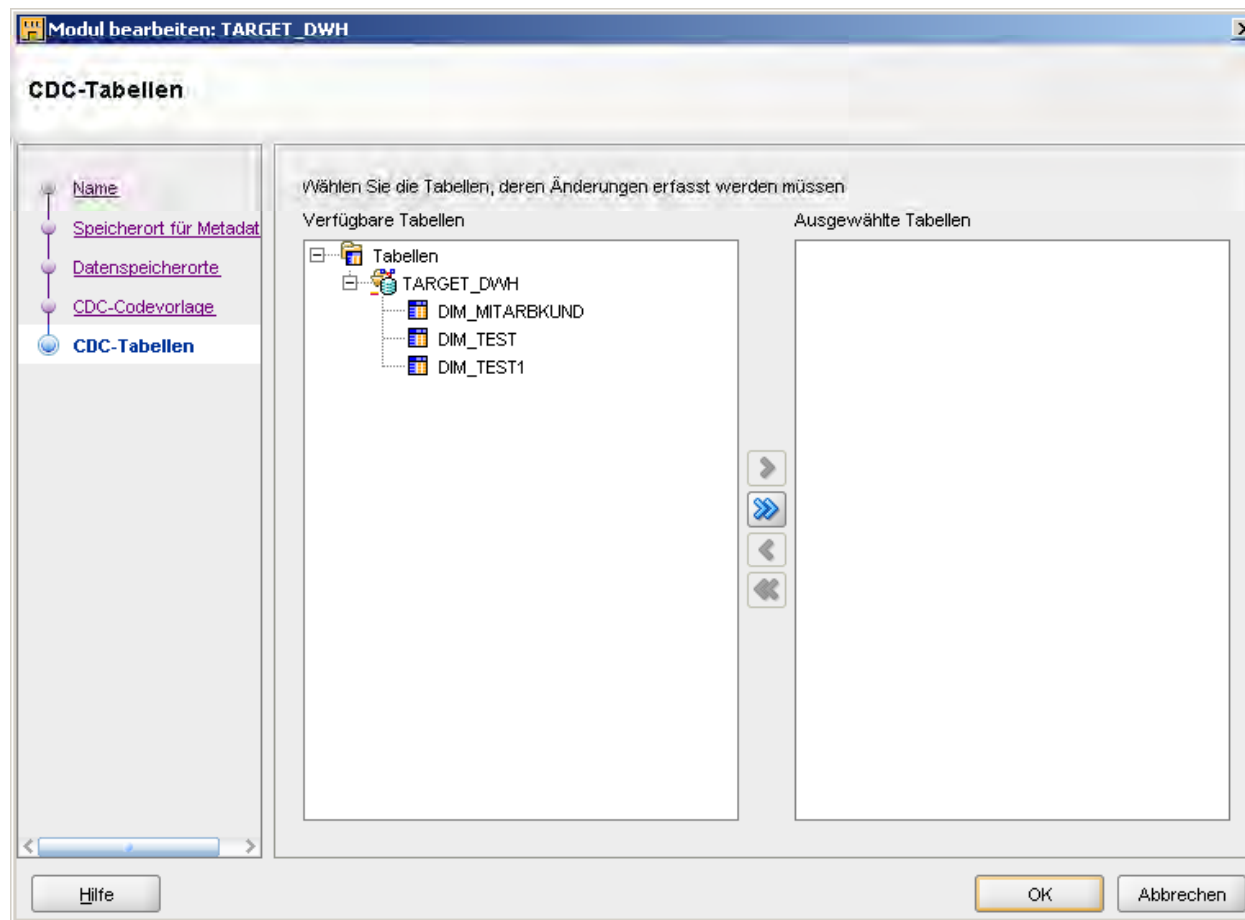 Modul bearbeiten: TARGET_DWH
CDC-Tabellen
Name
Speicherort für Metadat
Datenspeicherorte
CDC-Codevorlage
CDC-Tabellen
Wählen Sie die Tabellen, deren Änderungen erfasst werden müssen
Verfügbare Tabellen
Ausgewählte Tabellen
Tabellen
TARGET_DWH
DIM_MITARBKUND
DIM_TEST
DIM_TEST1
Hilfe
OK
Abbrechen